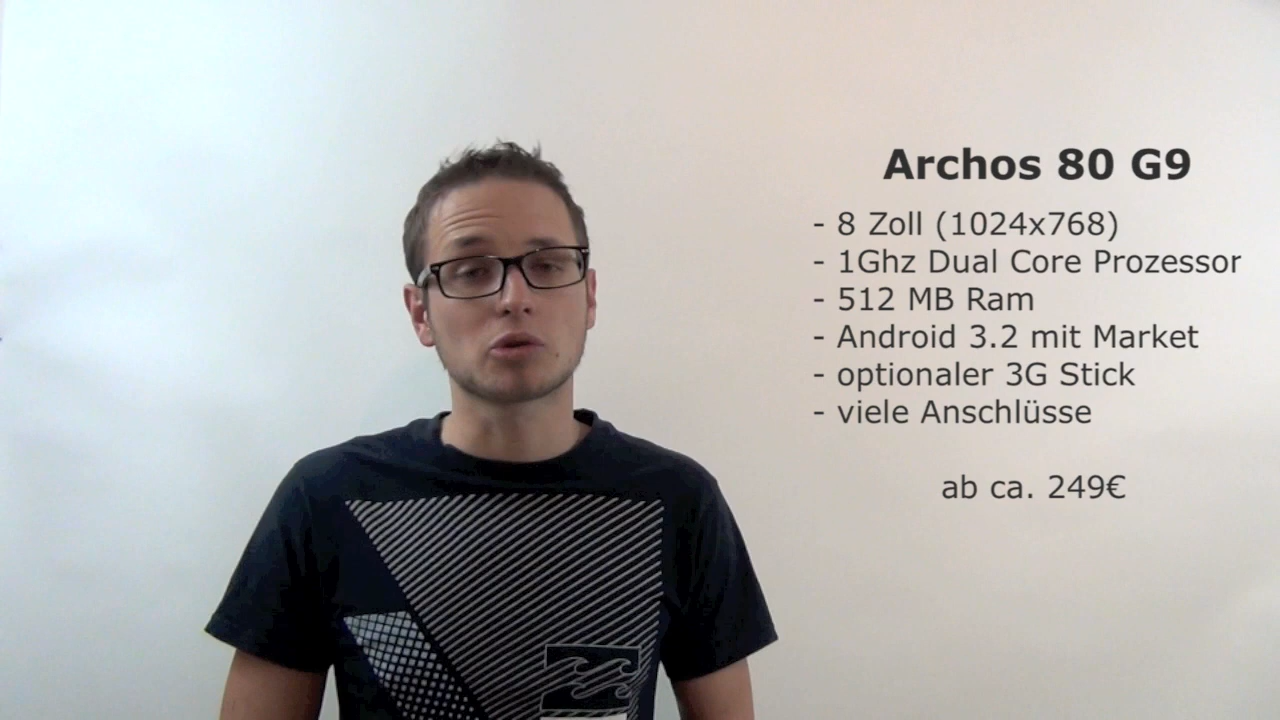 Archos 80 G9
- 8 Zoll (1024x768)
- 1Ghz Dual Core Prozessor
- 512 MB Ram
- Android 3.2 mit Market
- optionaler 3G Stick
- viele Anschlüsse
ab ca. 249€